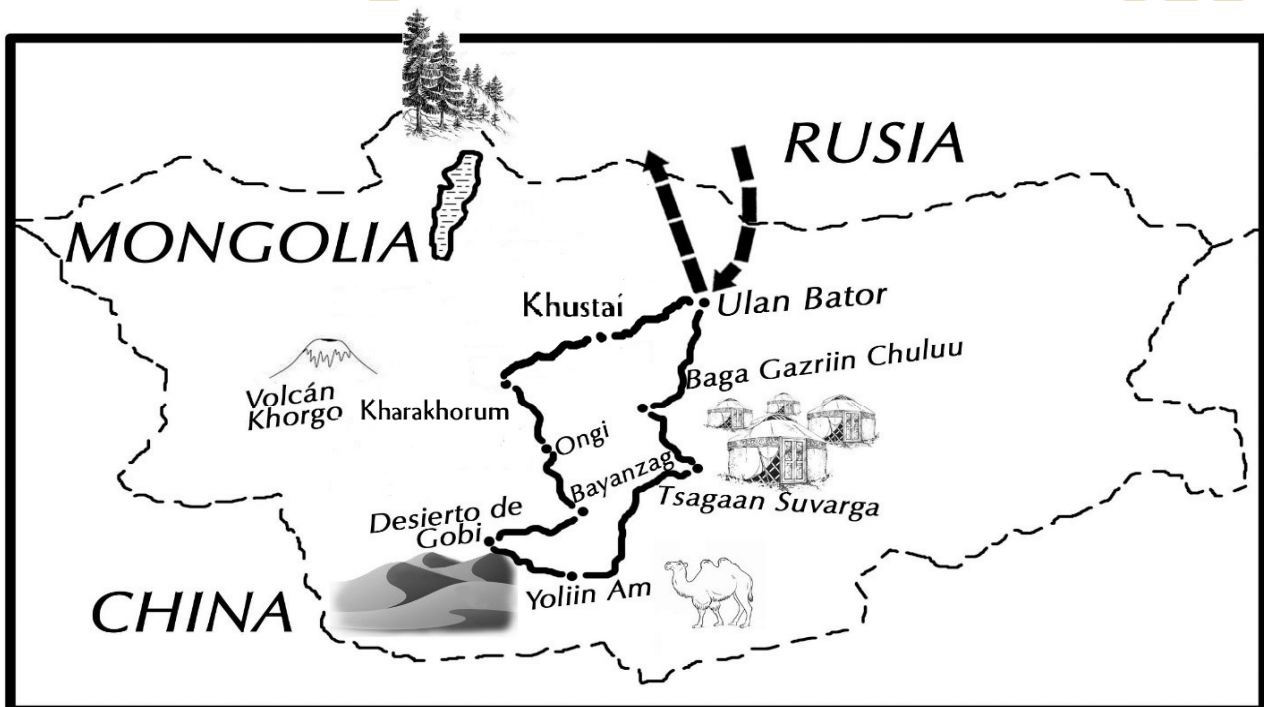 RUSIA
MONGOLIA
Khustaí
Ulan Bator
Baga Gazriin Chuluu
Volcán
Khorgo
Kharakhorum
Ongi
Bayanzag
Tsagaan Suvarga
Desierto de
Gobi
Yoliin Am
CHINA